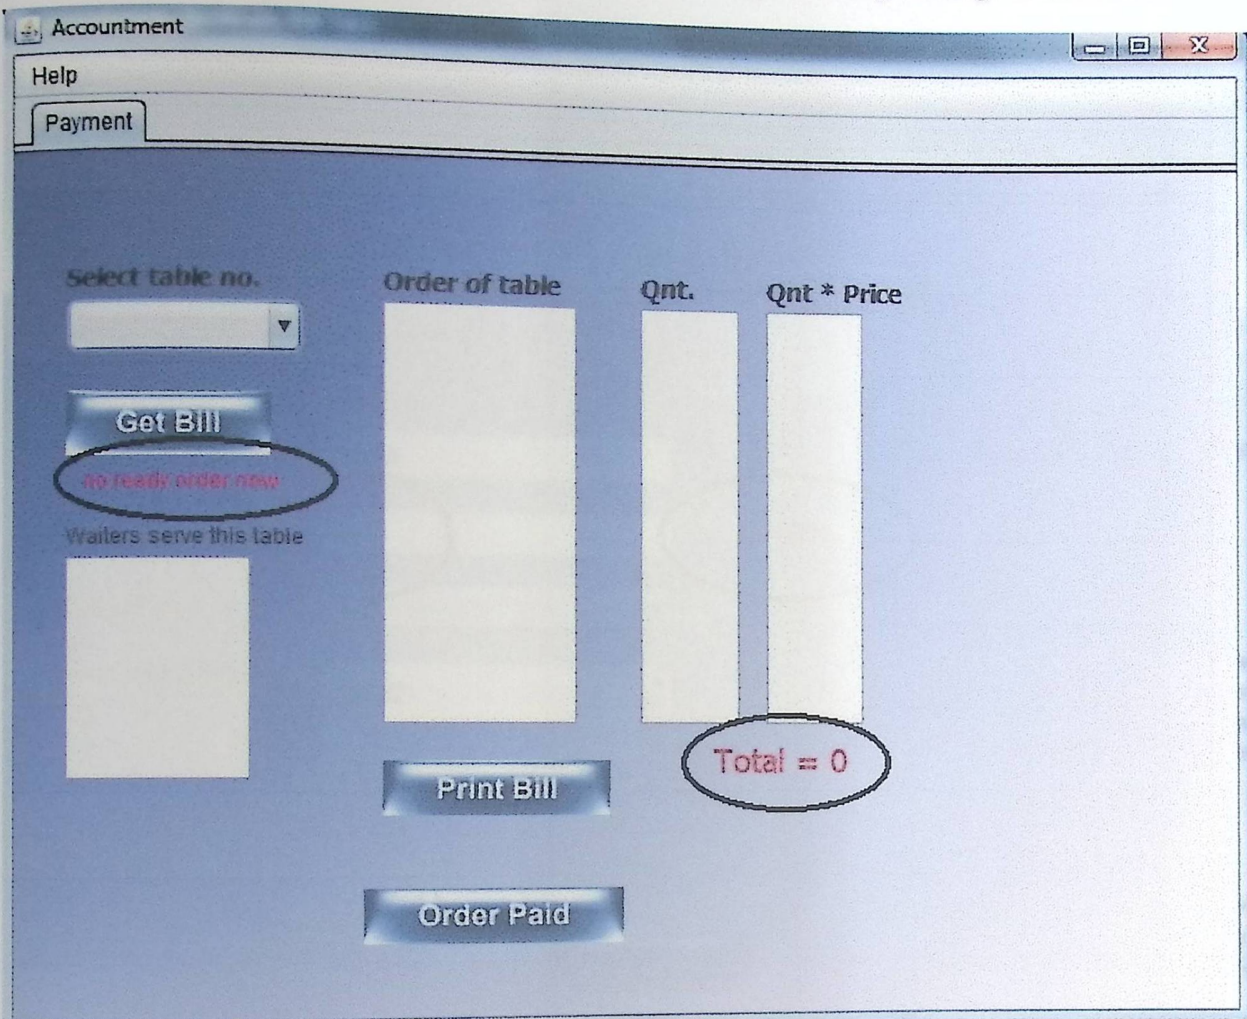 Accountment
Help
Payment
Select table no.
Order of table
Qnt.
Qnt * Price
Get Bill
no ready order now
Waiters serve this table
Total = 0
Print Bill
Order Paid